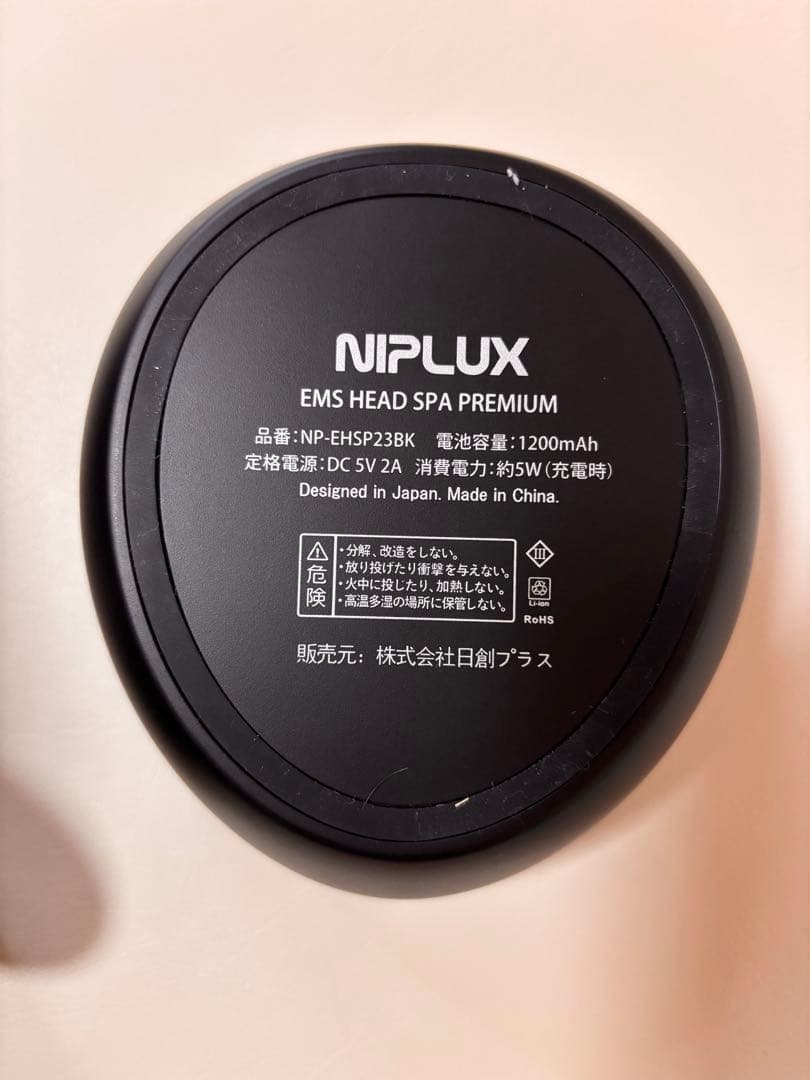 NIPLUX
EMS HEAD SPA PREMIUM
品番:NP-EHSP23BK 電池容量:1200mAh
定格電源:DC 5V 2A 消費電力:約5W(充電時)
Designed in Japan. Made in China.
危険
・分解、改造をしない。
・放り投げたり衝撃を与えない。
・火中に投じたり、加熱しない。
・高温多湿の場所に保管しない。
III
Li-ion
RoHS
販売元: 株式会社日創プラス